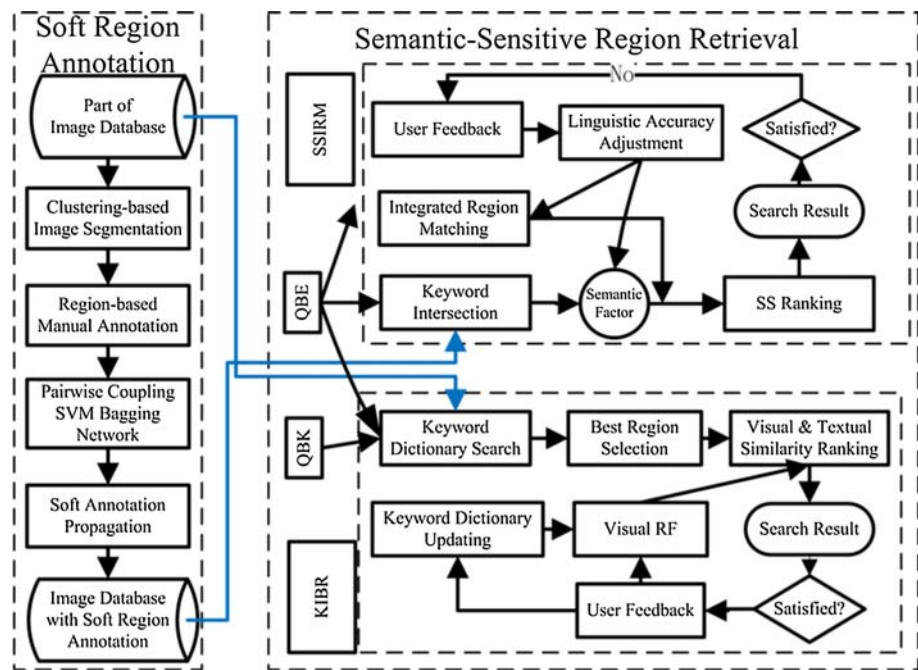 Soft Region
Annotation
Part of
Image Database
Clustering-based
Image Segmentation
Region-based
Manual Annotation
Pairwise Coupling
SVM Bagging
Network
Soft Annotation
Propagation
Image Database
with Soft Region
Annotation
Semantic-Sensitive Region Retrieval
SSIRM
No
User Feedback
Linguistic Accuracy
Adjustment
Satisfied?
Integrated Region
Matching
Search Result
QBE
Keyword
Intersection
Semantic
Factor
SS Ranking
QBK
Keyword
Dictionary Search
Best Region
Selection
Visual & Textual
Similarity Ranking
Keyword Dictionary
Updating
Visual RF
Search Result
KIBR
User Feedback
Satisfied?